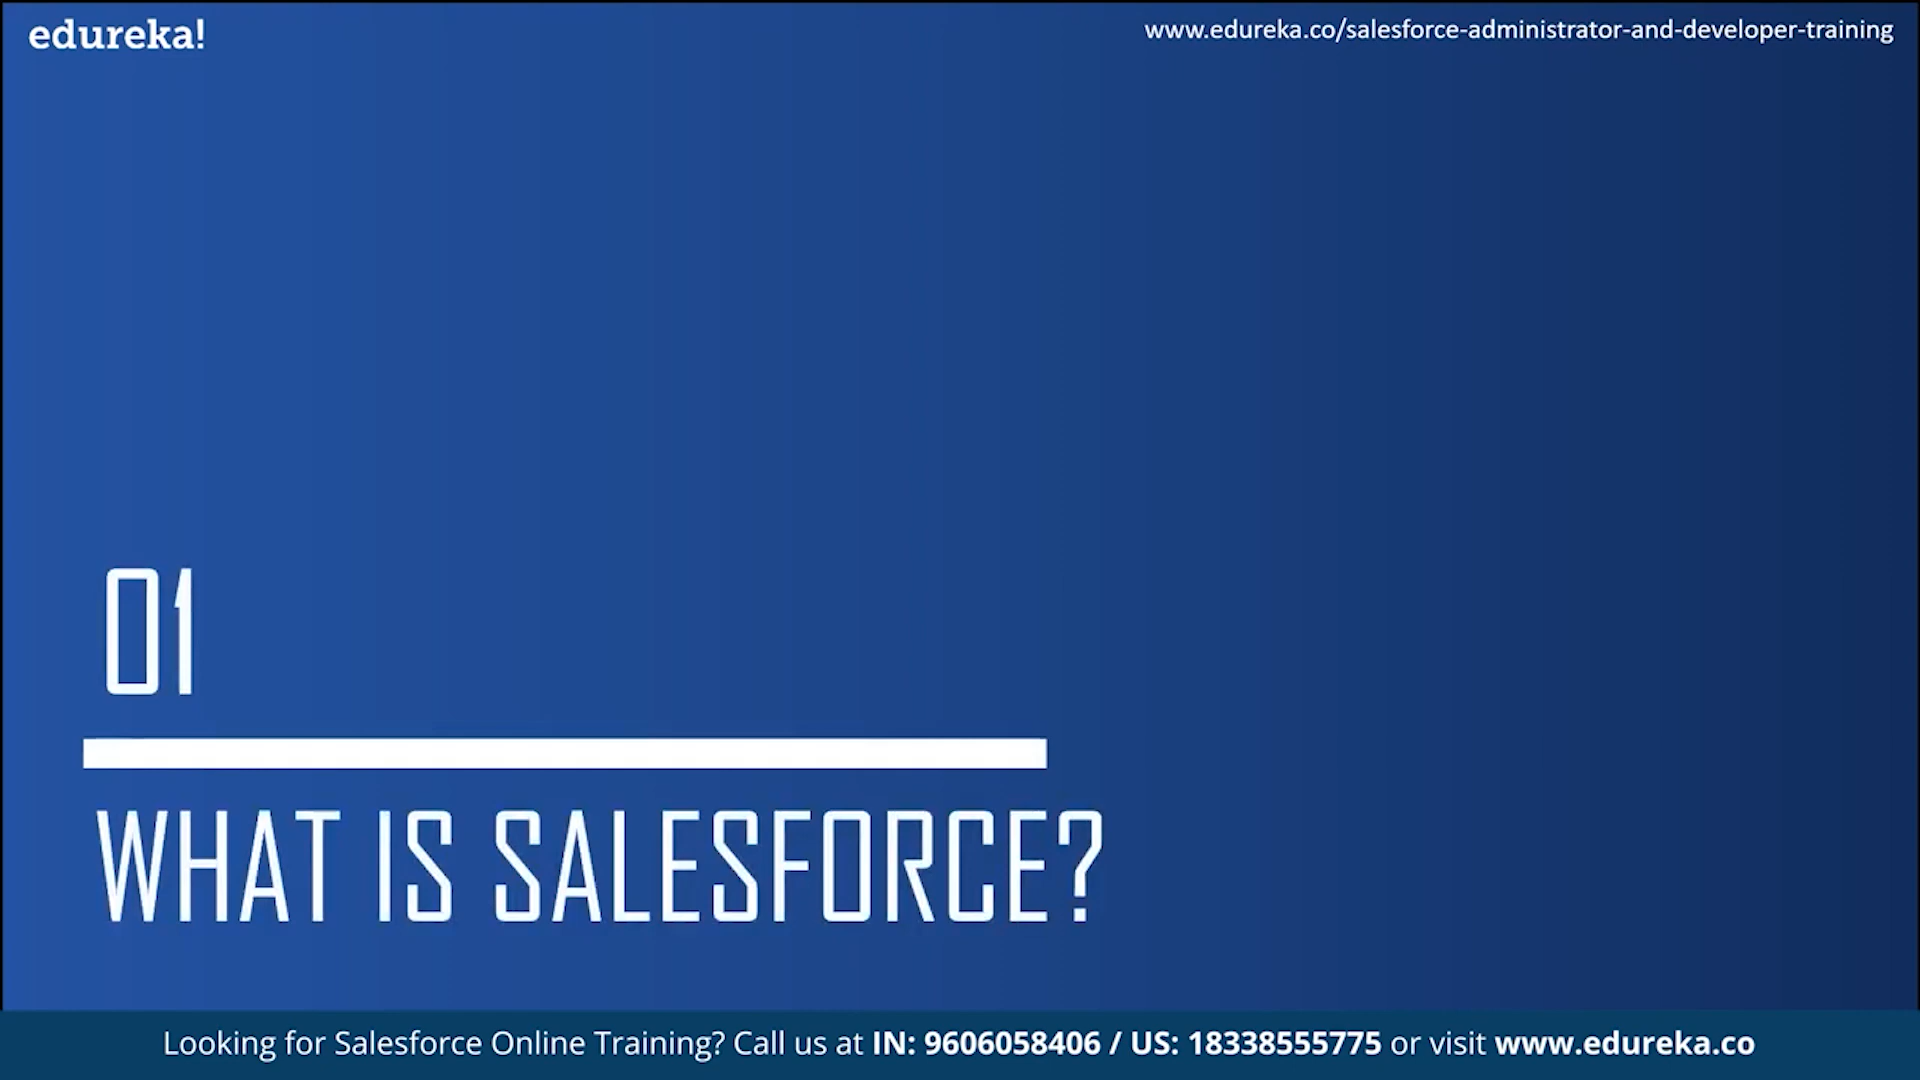 edureka!
www.edureka.co/salesforce-administrator-and-developer-training
01
WHAT IS SALESFORCE?
Looking for Salesforce Online Training? Call us at IN: 9606058406 / US: 18338555775 or visit www.edureka.co